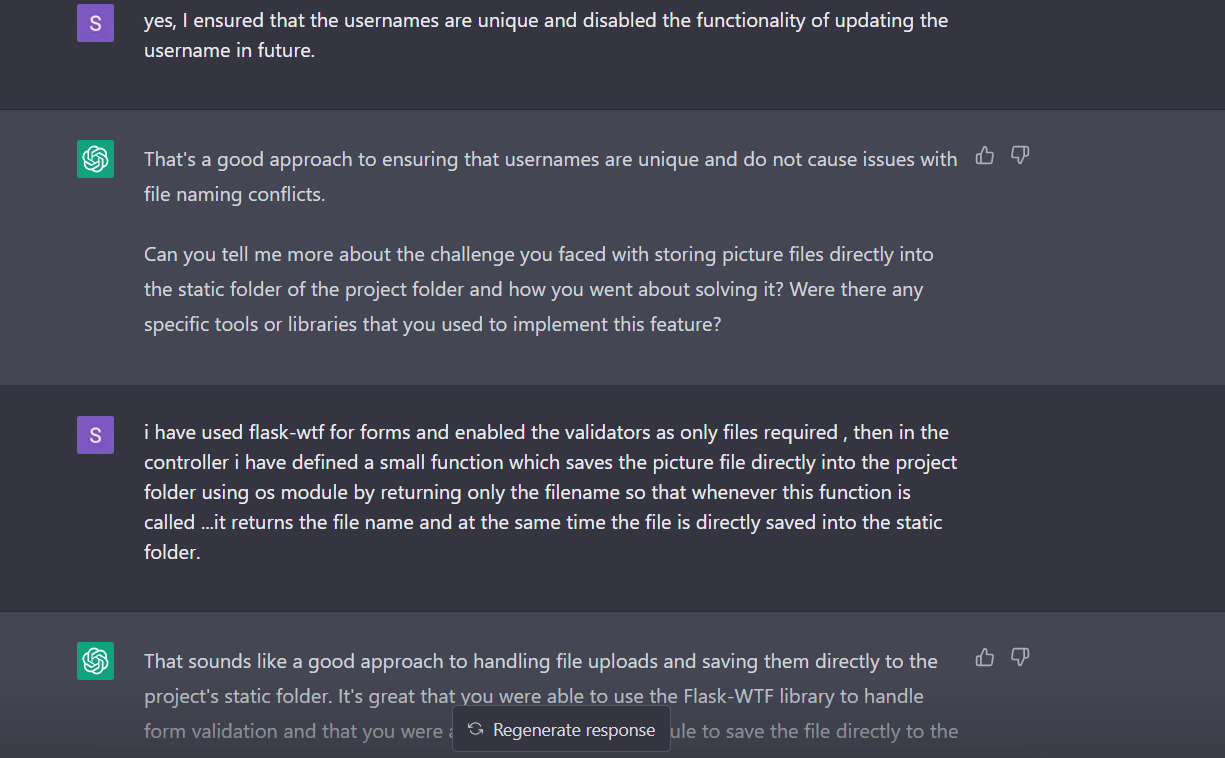 S
yes, I ensured that the usernames are unique and disabled the functionality of updating the
username in future.
That's a good approach to ensuring that usernames are unique and do not cause issues with
file naming conflicts.
Can you tell me more about the challenge you faced with storing picture files directly into
the static folder of the project folder and how you went about solving it? Were there any
specific tools or libraries that you used to implement this feature?
S
i have used flask-wtf for forms and enabled the validators as only files required , then in the
controller i have defined a small function which saves the picture file directly into the project
folder using os module by returning only the filename so that whenever this function is
called ...it returns the file name and at the same time the file is directly saved into the static
folder.
That sounds like a good approach to handling file uploads and saving them directly to the
project's static folder. It's great that you were able to use the Flask-WTF library to handle
form validation and that you were ule to save the file directly to the
Regenerate response